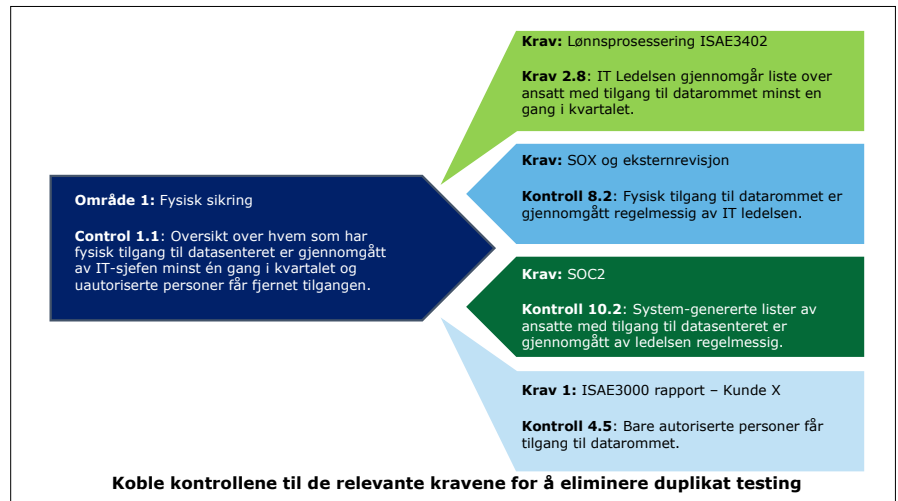 Område 1: Fysisk sikring
Control 1.1: Oversikt over hvem som har
fysisk tilgang til datasenteret er gjennomgått
av IT-sjefen minst én gang i kvartalet og
uautoriserte personer får fjernet tilgangen.
Krav: Lønnsprosessering ISAE3402
Krav 2.8: IT Ledelsen gjennomgår liste over
ansatt med tilgang til datarommet minst en
gang i kvartalet.
Krav: SOX og eksternrevisjon
Kontroll 8.2: Fysisk tilgang til datarommet er
gjennomgått regelmessig av IT ledelsen.
Krav: SOC2
Kontroll 10.2: System-genererte lister av
ansatte med tilgang til datasenteret er
gjennomgått av ledelsen regelmessig.
Krav 1: ISAE3000 rapport – Kunde X
Kontroll 4.5: Bare autoriserte personer får
tilgang til datarommet.
Koble kontrollene til de relevante kravene for å eliminere duplikat testing